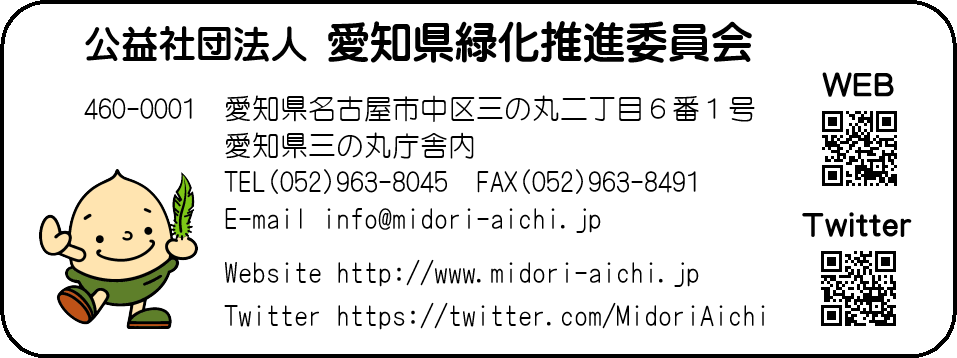 公益社団法人 愛知県緑化推進委員会
460-0001 愛知県名古屋市中区三の丸二丁目６番１号
愛知県三の丸庁舎内
TEL(052)963-8045 FAX(052)963-8491
E-mail info@midori-aichi.jp
Website http://www.midori-aichi.jp
Twitter https://twitter.com/MidoriAichi
WEB
Twitter